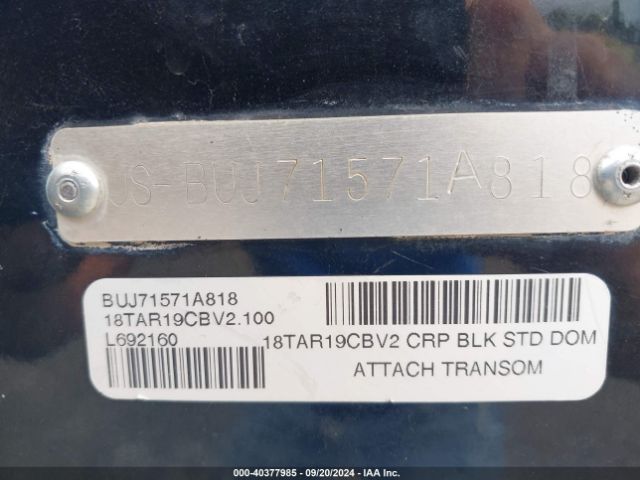 US-BUJ71571A818
BUJ71571A818
18TAR19CBV2.100
L692160
18TAR19CBV2 CRP BLK STD DOM
ATTACH TRANSOM
000-40377985 - 09/20/2024 - IAA Inc.